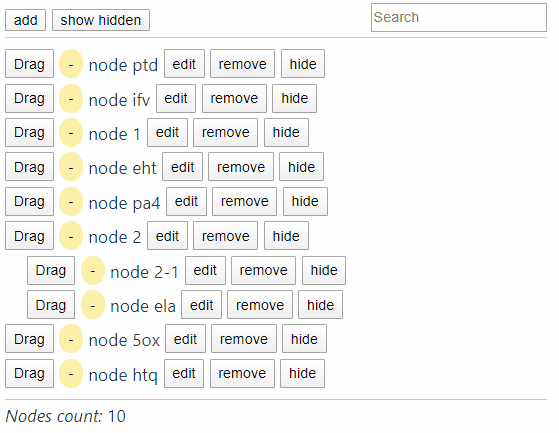 add show hidden Search
Drag - node ptd edit remove hide
Drag - node ifv edit remove hide
Drag - node 1 edit remove hide
Drag - node eht edit remove hide
Drag - node pa4 edit remove hide
Drag - node 2 edit remove hide
Drag - node 2-1 edit remove hide
Drag - node ela edit remove hide
Drag - node 5ox edit remove hide
Drag - node htq edit remove hide
Nodes count: 10